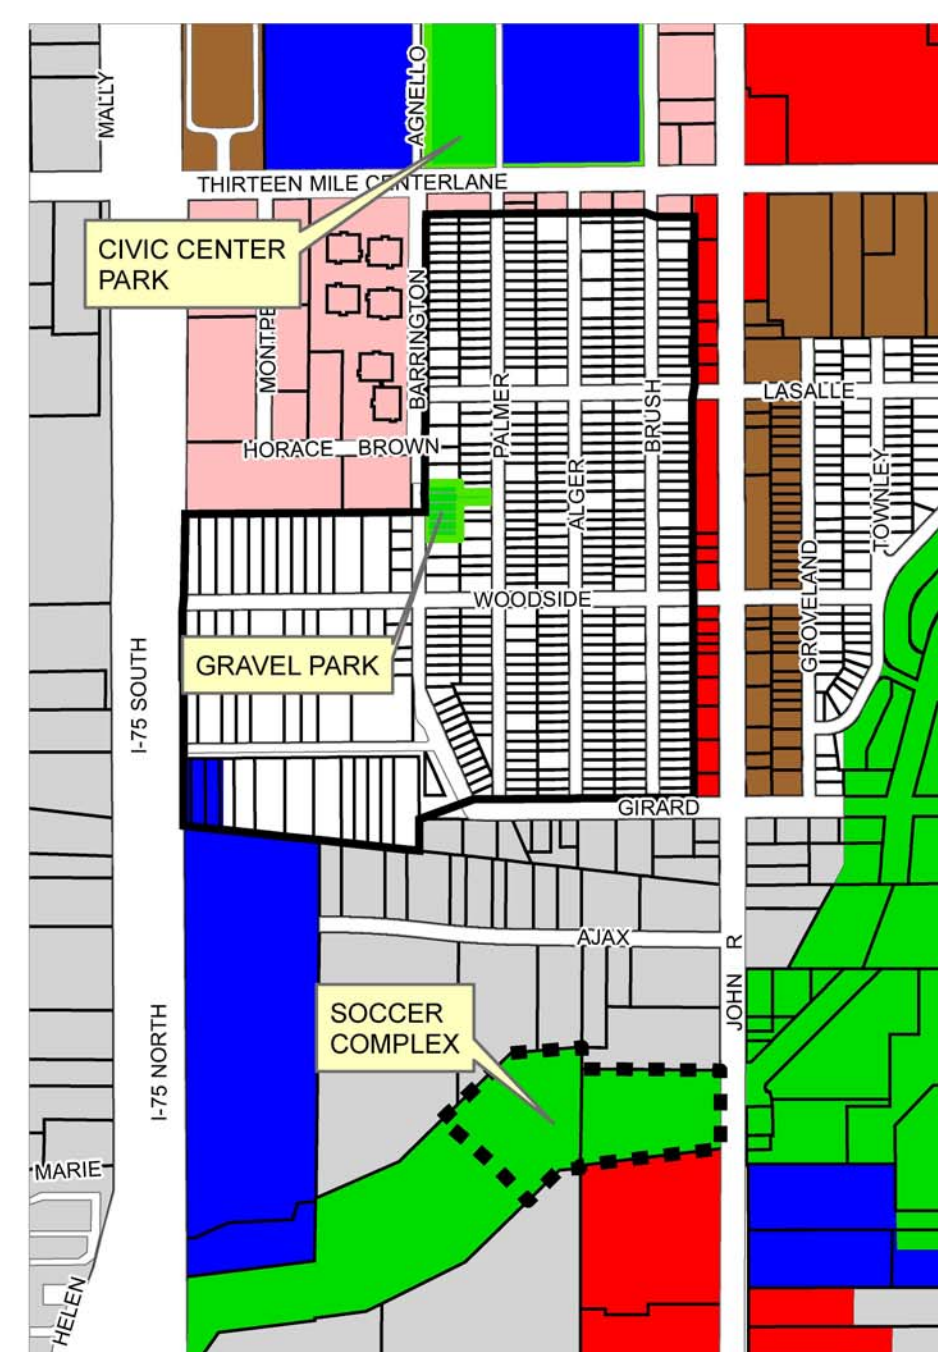 MALLY
AGNELLO
THIRTEEN MILE CENTERLANE
CIVIC CENTER
PARK
BARRINGTON
PALMER
BRUSH
LASALLE
HORACE BROWN
ALGER
TOWNLEY
GROVELAND
WOODSIDE
GRAVEL PARK
I-75 SOUTH
GIRARD
AJAX
JOHN R
SOCCER
COMPLEX
I-75 NORTH
MARIE
HELEN